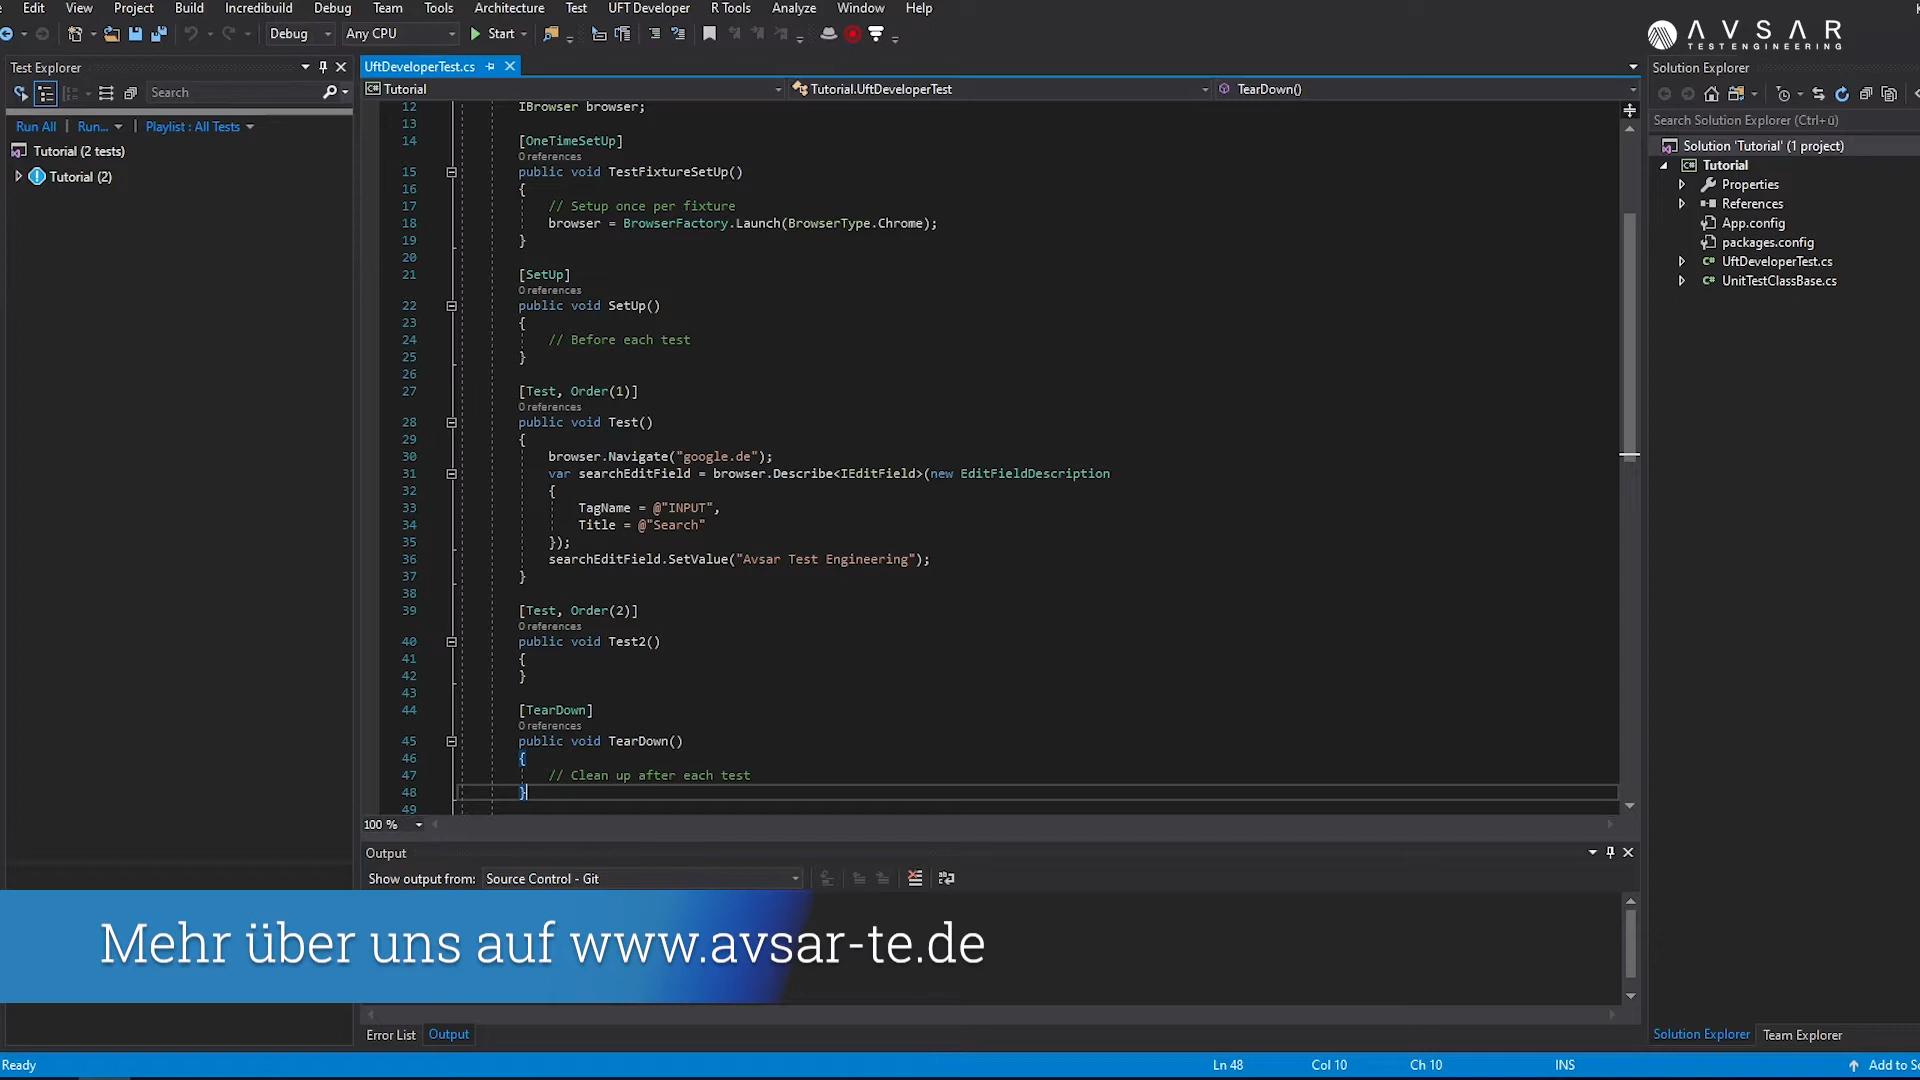 Edit View Project Build Incredibuild Debug Team Tools Architecture Test UFT Developer R Tools Analyze Window Help
Debug Any CPU Start
AVSAR
TEST ENGINEERING
Test Explorer
UftDeveloperTest.cs
Solution Explorer
Search
Tutorial Tutorial.UftDeveloperTest TearDown()
Search Solution Explorer (Ctrl+ü)
Run All | Run... | Playlist : All Tests
Tutorial (2 tests)
Tutorial (2)
Solution 'Tutorial' (1 project)
Tutorial
Properties
References
App.config
packages.config
UftDeveloperTest.cs
UnitTestClassBase.cs
12 IBrowser browser;
13
14 [OneTimeSetUp]
0 references
15 public void TestFixtureSetUp()
16 {
17 // Setup once per fixture
18 browser = BrowserFactory.Launch(BrowserType.Chrome);
19 }
20
21 [SetUp]
0 references
22 public void SetUp()
23 {
24 // Before each test
25 }
26
27 [Test, Order(1)]
0 references
28 public void Test()
29 {
30 browser.Navigate("google.de");
31 var searchEditField = browser.Describe<IEditField>(new EditFieldDescription
32 {
33 TagName = @"INPUT",
34 Title = @"Search"
35 });
36 searchEditField.SetValue("Avsar Test Engineering");
37 }
38
39 [Test, Order(2)]
0 references
40 public void Test2()
41 {
42 }
43
44 [TearDown]
0 references
45 public void TearDown()
46 {
47 // Clean up after each test
48 }
49
100 %
Output
Show output from: Source Control - Git
Mehr über uns auf www.avsar-te.de
Error List Output
Solution Explorer Team Explorer
Ready Ln 48 Col 10 Ch 10 INS Add to